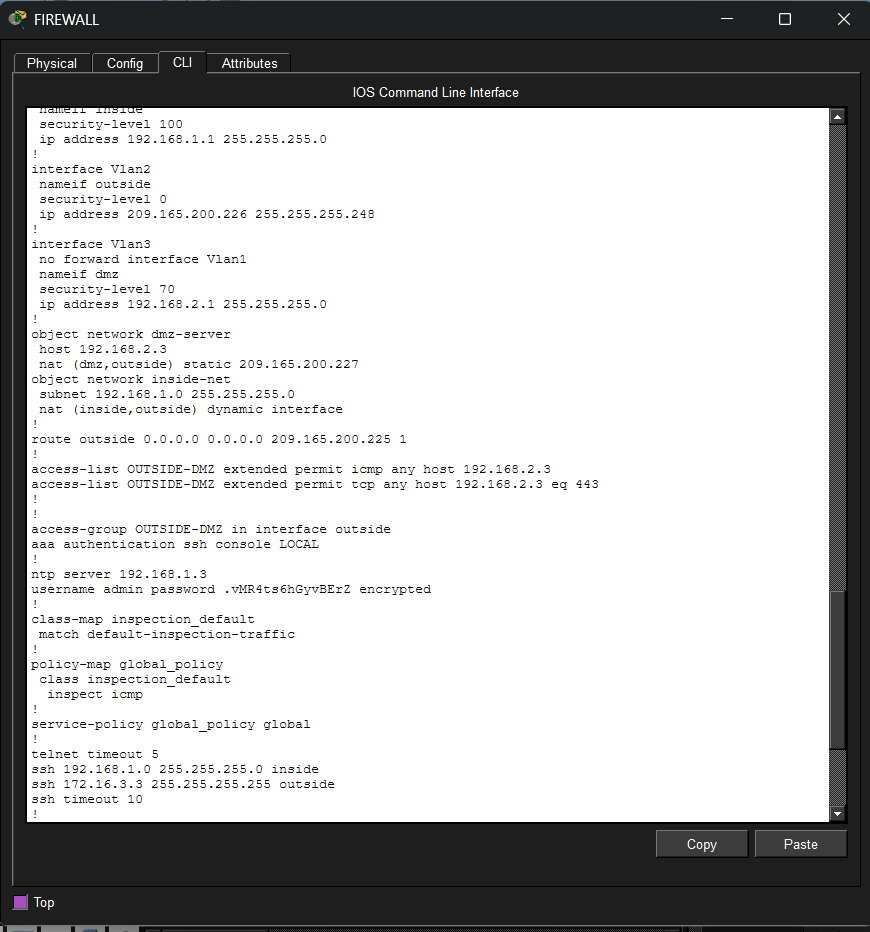 FIREWALL
Physical Config CLI Attributes
IOS Command Line Interface
nameif inside
security-level 100
ip address 192.168.1.1 255.255.255.0
!
interface Vlan2
nameif outside
security-level 0
ip address 209.165.200.226 255.255.255.248
!
interface Vlan3
no forward interface Vlan1
nameif dmz
security-level 70
ip address 192.168.2.1 255.255.255.0
!
object network dmz-server
host 192.168.2.3
nat (dmz,outside) static 209.165.200.227
object network inside-net
subnet 192.168.1.0 255.255.255.0
nat (inside,outside) dynamic interface
!
route outside 0.0.0.0 0.0.0.0 209.165.200.225 1
!
access-list OUTSIDE-DMZ extended permit icmp any host 192.168.2.3
access-list OUTSIDE-DMZ extended permit tcp any host 192.168.2.3 eq 443
!
!
access-group OUTSIDE-DMZ in interface outside
aaa authentication ssh console LOCAL
!
ntp server 192.168.1.3
username admin password .vMR4ts6hGyvBErZ encrypted
!
class-map inspection_default
match default-inspection-traffic
!
policy-map global_policy
class inspection_default
inspect icmp
!
service-policy global_policy global
!
telnet timeout 5
ssh 192.168.1.0 255.255.255.0 inside
ssh 172.16.3.3 255.255.255.255 outside
ssh timeout 10
!
Copy Paste
Top